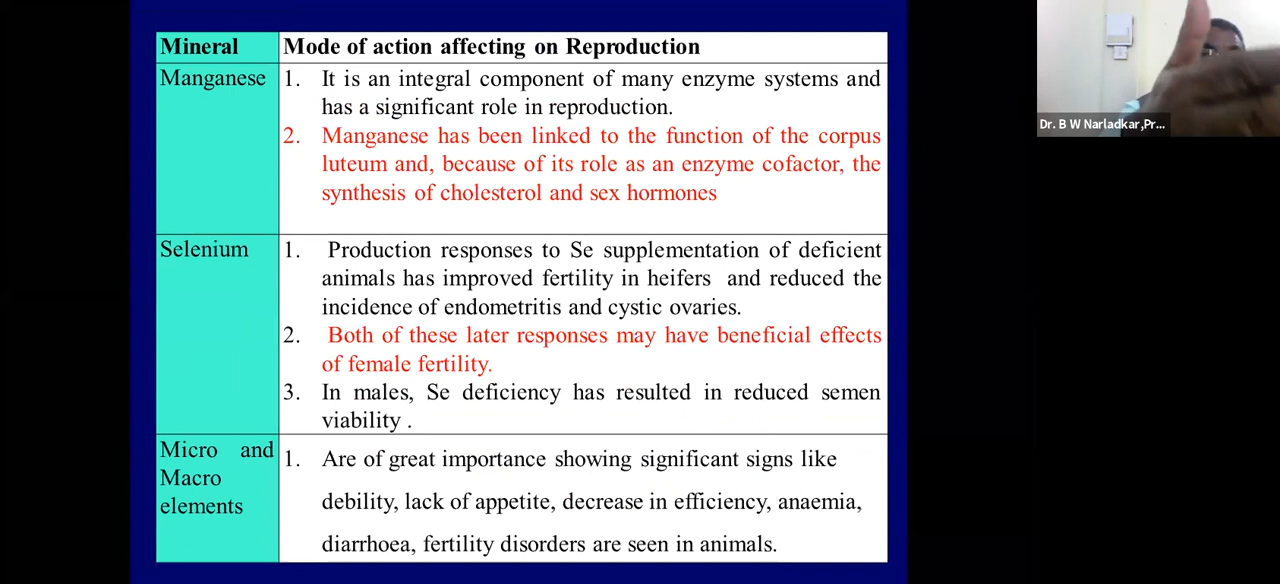 Mineral Mode of action affecting on Reproduction
Manganese 1. It is an integral component of many enzyme systems and
has a significant role in reproduction.
2. Manganese has been linked to the function of the corpus
luteum and, because of its role as an enzyme cofactor, the
synthesis of cholesterol and sex hormones
Selenium 1. Production responses to Se supplementation of deficient
animals has improved fertility in heifers and reduced the
incidence of endometritis and cystic ovaries.
2. Both of these later responses may have beneficial effects
of female fertility.
3. In males, Se deficiency has resulted in reduced semen
viability .
Micro and
Macro
elements
1. Are of great importance showing significant signs like
debility, lack of appetite, decrease in efficiency, anaemia,
diarrhoea, fertility disorders are seen in animals.
Dr. B W Narladkar,Pr...